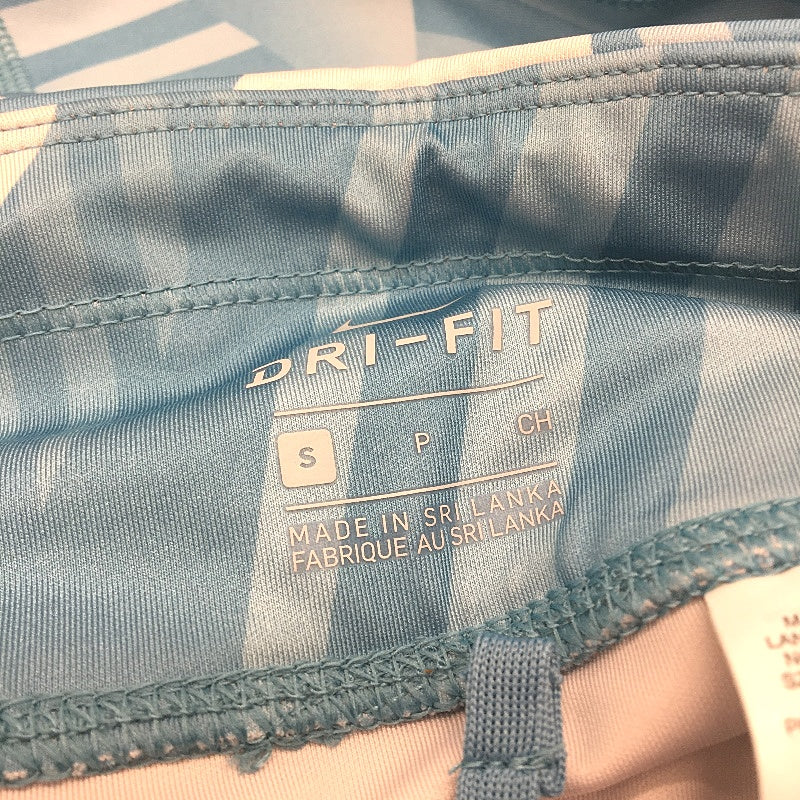 DRI-FIT
S P CH
MADE IN SRI LANKA
FABRIQUE AU SRI LANKA